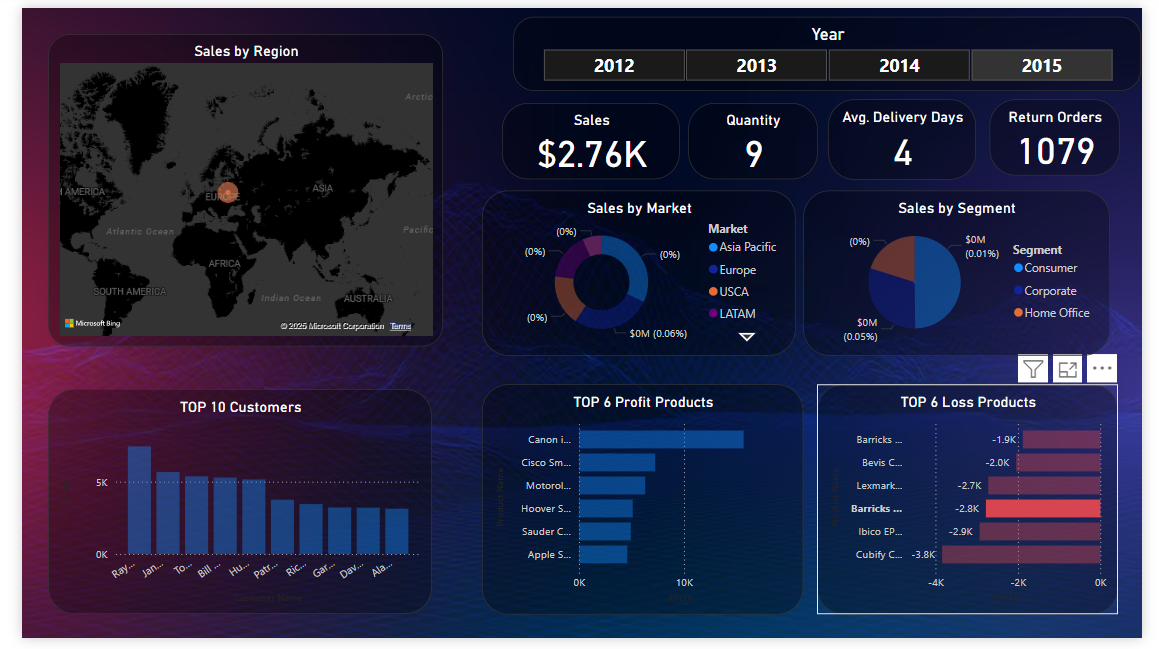 Sales by Region
Arctic
AMERICA
EUROPE
ASIA
Atlantic Ocean
Pacific
AFRICA
SOUTH AMERICA
Indian Ocean
AUSTRALIA
Microsoft Bing
© 2025 Microsoft Corporation Terms
Year
2012 2013 2014 2015
Sales
$2.76K
Quantity
9
Avg. Delivery Days
4
Return Orders
1079
Sales by Market
(0%)
(0%)
(0%)
(0%)
$0M (0.06%)
Market
Asia Pacific
Europe
USCA
LATAM
Sales by Segment
(0%)
$0M
(0.01%)
$0M
(0.05%)
Segment
Consumer
Corporate
Home Office
TOP 10 Customers
5K
0K
Ray...
Jan...
To...
Bill ...
Hu...
Patr...
Ric...
Gar...
Dav...
Ala...
Customer Name
TOP 6 Profit Products
Product Name
Canon i...
Cisco Sm...
Motorol...
Hoover S...
Sauder C...
Apple S...
0K 10K
TOP 6 Loss Products
Barricks ... -1.9K
Bevis C... -2.0K
Lexmark... -2.7K
Barricks ... -2.8K
Ibico EP... -2.9K
Cubify C... -3.8K
-4K -2K 0K